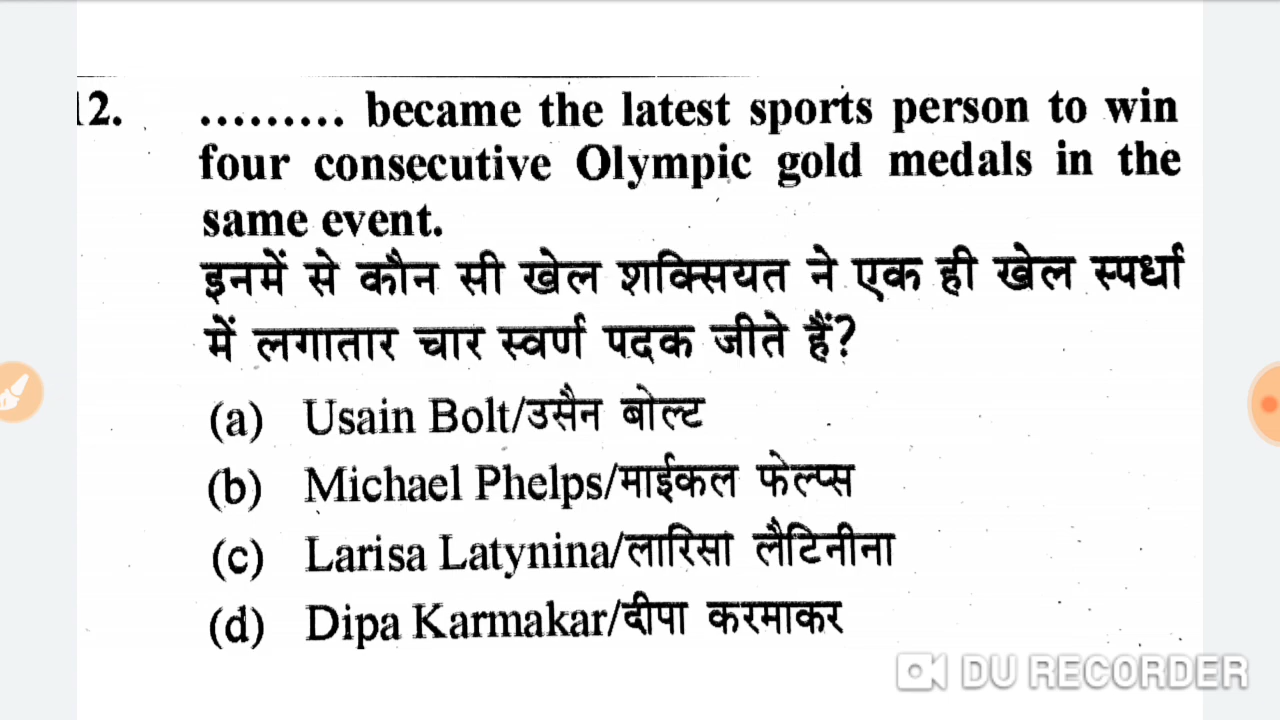 12. ......... became the latest sports person to win
four consecutive Olympic gold medals in the
same event.
इनमें से कौन सी खेल शक्सियत ने एक ही खेल स्पर्धा
में लगातार चार स्वर्ण पदक जीते हैं?
(a) Usain Bolt/उसैन बोल्ट
(b) Michael Phelps/माईकल फेल्प्स
(c) Larisa Latynina/लारिसा लैटिनीना
(d) Dipa Karmakar/दीपा करमाकर
DU RECORDER